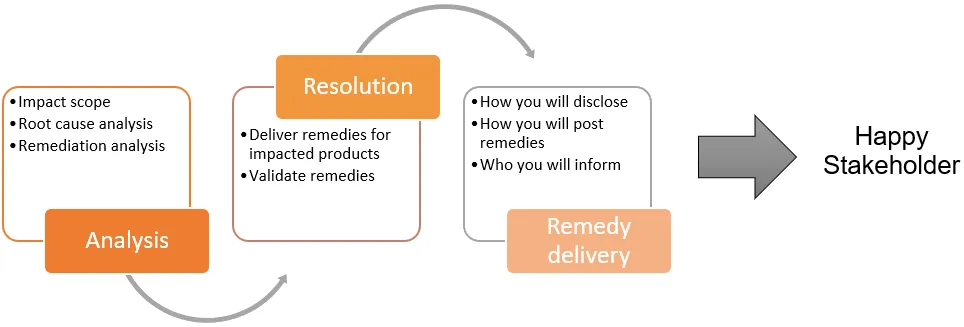 • Impact scope
• Root cause analysis
• Remediation analysis
Analysis
Resolution
• Deliver remedies for
impacted products
• Validate remedies
• How you will disclose
• How you will post
remedies
• Who you will inform
Remedy
delivery
Happy
Stakeholder